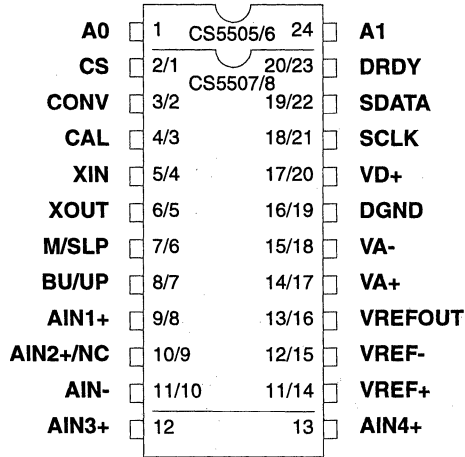 A0 1 CS5505/6 24 A1
CS 2/1 20/23 DRDY
CS5507/8
CONV 3/2 19/22 SDATA
CAL 4/3 18/21 SCLK
XIN 5/4 17/20 VD+
XOUT 6/5 16/19 DGND
M/SLP 7/6 15/18 VA-
BU/UP 8/7 14/17 VA+
AIN1+ 9/8 13/16 VREFOUT
AIN2+/NC 10/9 12/15 VREF-
AIN- 11/10 11/14 VREF+
AIN3+ 12 13 AIN4+